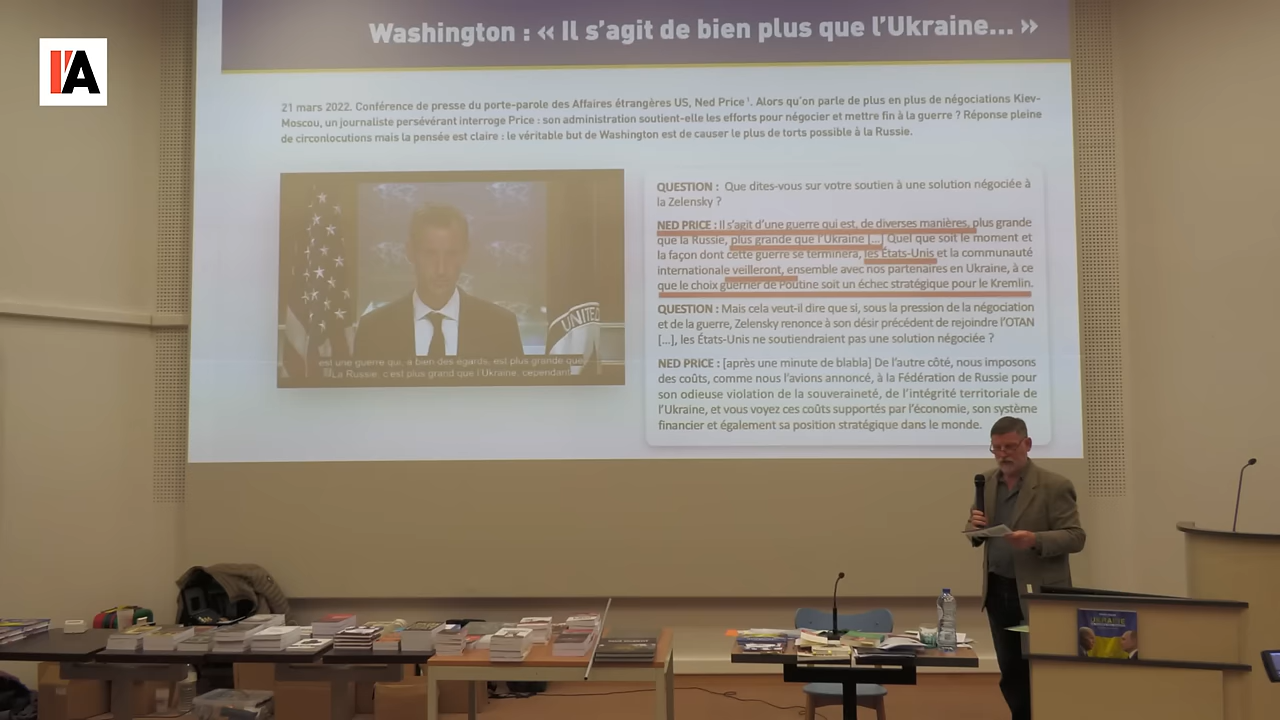 I'A
Washington : « Il s'agit de bien plus que l'Ukraine... »
21 mars 2022. Conférence de presse du porte-parole des Affaires étrangères US, Ned Price ¹. Alors qu'on parle de plus en plus de négociations Kiev-
Moscou, un journaliste persévérant interroge Price : son administration soutient-elle les efforts pour négocier et mettre fin à la guerre ? Réponse pleine
de circonlocutions mais la pensée est claire : le véritable but de Washington est de causer le plus de torts possible à la Russie.
UNITED
est une guerre qui, à bien des égards, est plus grande que
La Russie, c'est plus grand que l'Ukraine, cependant
QUESTION : Que dites-vous sur votre soutien à une solution négociée à
la Zelensky ?
NED PRICE : Il s'agit d'une guerre qui est, de diverses manières, plus grande
que la Russie, plus grande que l'Ukraine [...] Quel que soit le moment et
la façon dont cette guerre se terminera, les États-Unis et la communauté
internationale veilleront, ensemble avec nos partenaires en Ukraine, à ce
que le choix guerrier de Poutine soit un échec stratégique pour le Kremlin.
QUESTION : Mais cela veut-il dire que si, sous la pression de la négociation
et de la guerre, Zelensky renonce à son désir précédent de rejoindre l'OTAN
[...], les États-Unis ne soutiendraient pas une solution négociée ?
NED PRICE : [après une minute de blabla] De l'autre côté, nous imposons
des coûts, comme nous l'avions annoncé, à la Fédération de Russie pour
son odieuse violation de la souveraineté, de l'intégrité territoriale de
l'Ukraine, et vous voyez ces coûts supportés par l'économie, son système
financier et également sa position stratégique dans le monde.
UKRAINE